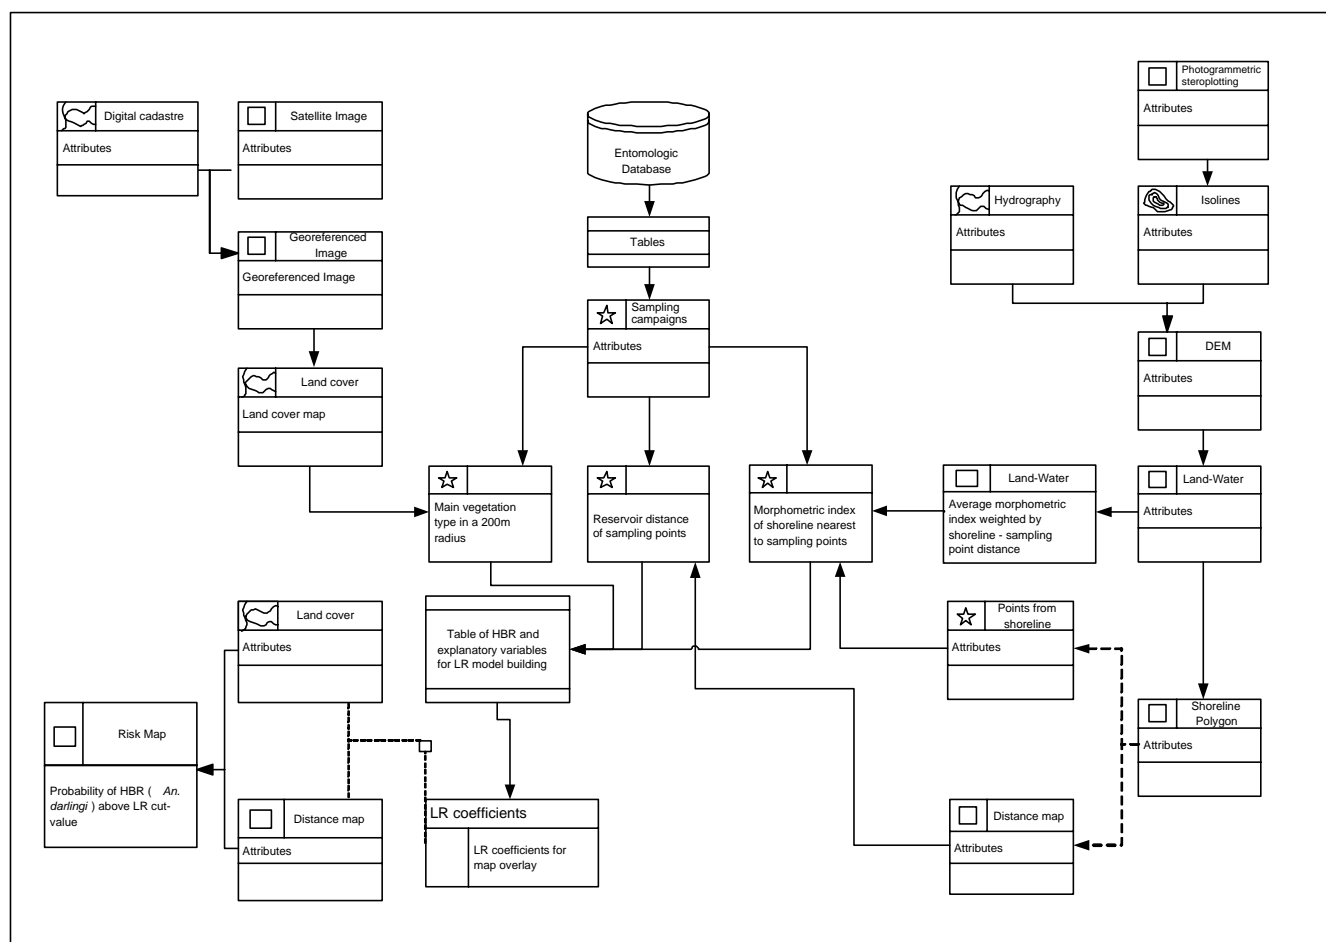 Photogrammetric
steroplotting
Attributes
Digital cadastre
Attributes
Satellite Image
Attributes
Entomologic
Database
Hydrography
Attributes
Isolines
Attributes
Georeferenced
Image
Georeferenced Image
Tables
Sampling
campaigns
Attributes
DEM
Attributes
Land cover
Land cover map
Main vegetation
type in a 200m
radius
Reservoir distance
of sampling points
Morphometric index
of shoreline nearest
to sampling points
Land-Water
Average morphometric
index weighted by
shoreline - sampling
point distance
Land-Water
Attributes
Land cover
Attributes
Table of HBR and
explanatory variables
for LR model building
Points from
shoreline
Attributes
Risk Map
Probability of HBR ( An.
darlingi ) above LR cut-
value
Shoreline
Polygon
Attributes
Distance map
Attributes
LR coefficients
LR coefficients for
map overlay
Distance map
Attributes